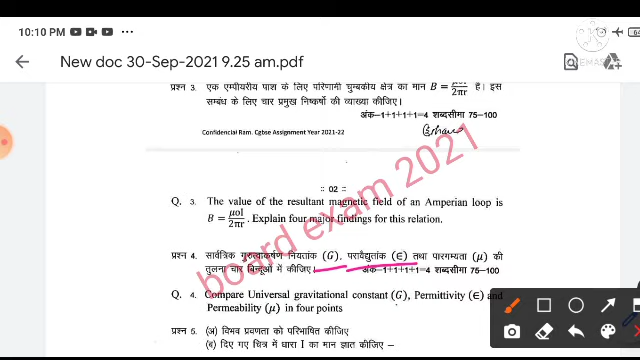 10:10 PM
64
New doc 30-Sep-2021 9.25 am.pdf
प्रश्न 3. एक एम्पीयरीय पाश के लिए परिणामी चुम्बकीय क्षेत्र का मान B = μ0I/2πr है। इस
सम्बंध के लिए चार प्रमुख निष्कर्षों की व्याख्या कीजिए।
अंक–1+1+1+1=4 शब्दसीमा 75-100
Confidencial Ram. Cgbse Assignment Year 2021-22
:: 02 ::
Q. 3. The value of the resultant magnetic field of an Amperian loop is
B = μ0I/2πr. Explain four major findings for this relation.
board exam 2021
प्रश्न 4. सार्वत्रिक गुरुत्वाकर्षण नियतांक (G), परावैद्युतांक (∈) तथा पारगम्यता (μ) की
तुलना चार बिन्दूओं में कीजिए। अंक–1+1+1+1=4 शब्दसीमा 75-100
Q. 4. Compare Universal gravitational constant (G), Permittivity (∈) and
Permeability (μ) in four points
प्रश्न 5. (अ) विभव प्रवणता को परिभाषित कीजिए
(ब) दिए गए चित्र में धारा I का मान ज्ञात कीजिए –